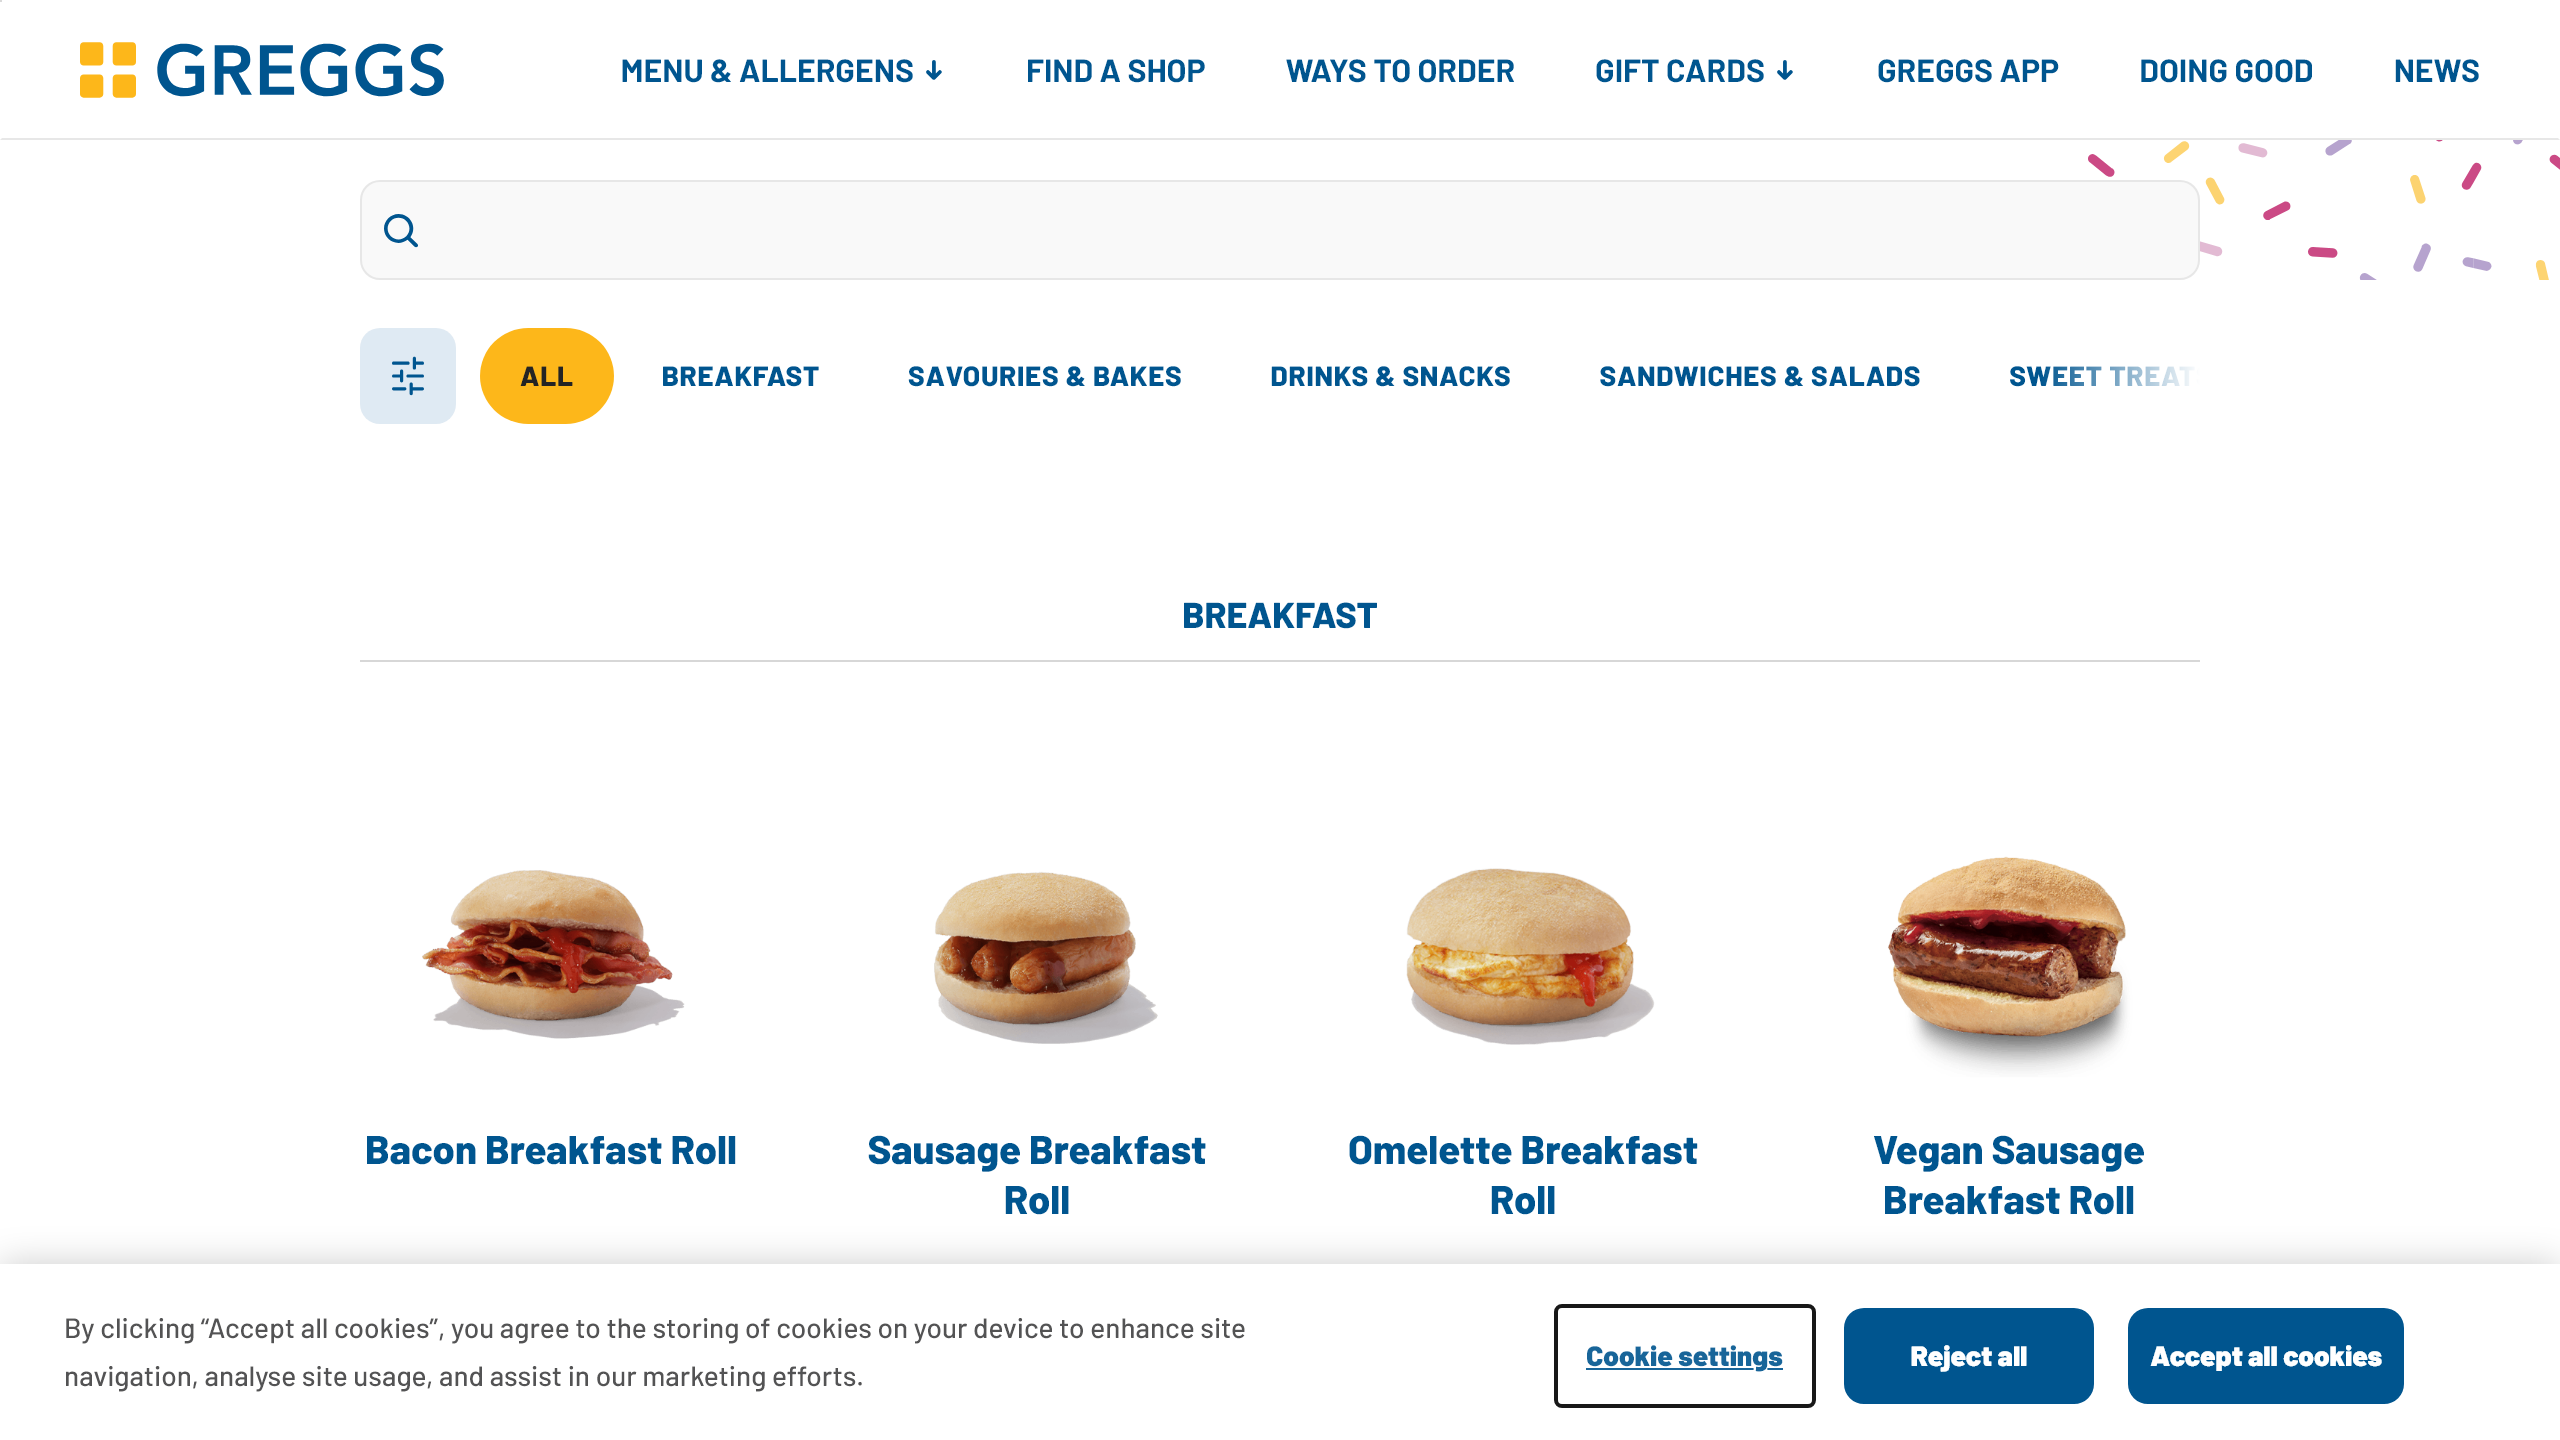 GREGGS
MENU & ALLERGENS
FIND A SHOP
WAYS TO ORDER
GIFT CARDS
GREGGS APP
DOING GOOD
NEWS
ALL
BREAKFAST
SAVOURIES & BAKES
DRINKS & SNACKS
SANDWICHES & SALADS
SWEET TREAT
BREAKFAST
Bacon Breakfast Roll
Sausage Breakfast
Roll
Omelette Breakfast
Roll
Vegan Sausage
Breakfast Roll
By clicking “Accept all cookies”, you agree to the storing of cookies on your device to enhance site
navigation, analyse site usage, and assist in our marketing efforts.
Cookie settings
Reject all
Accept all cookies